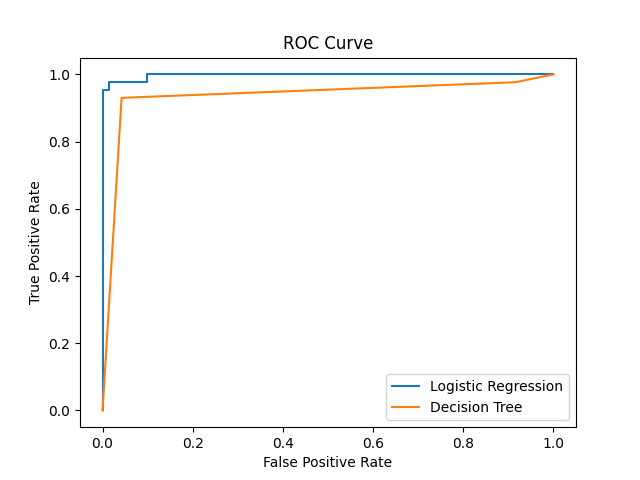 ROC Curve
1.0
0.8
0.6
0.4
0.2
0.0
True Positive Rate
Logistic Regression
Decision Tree
0.0 0.2 0.4 0.6 0.8 1.0
False Positive Rate